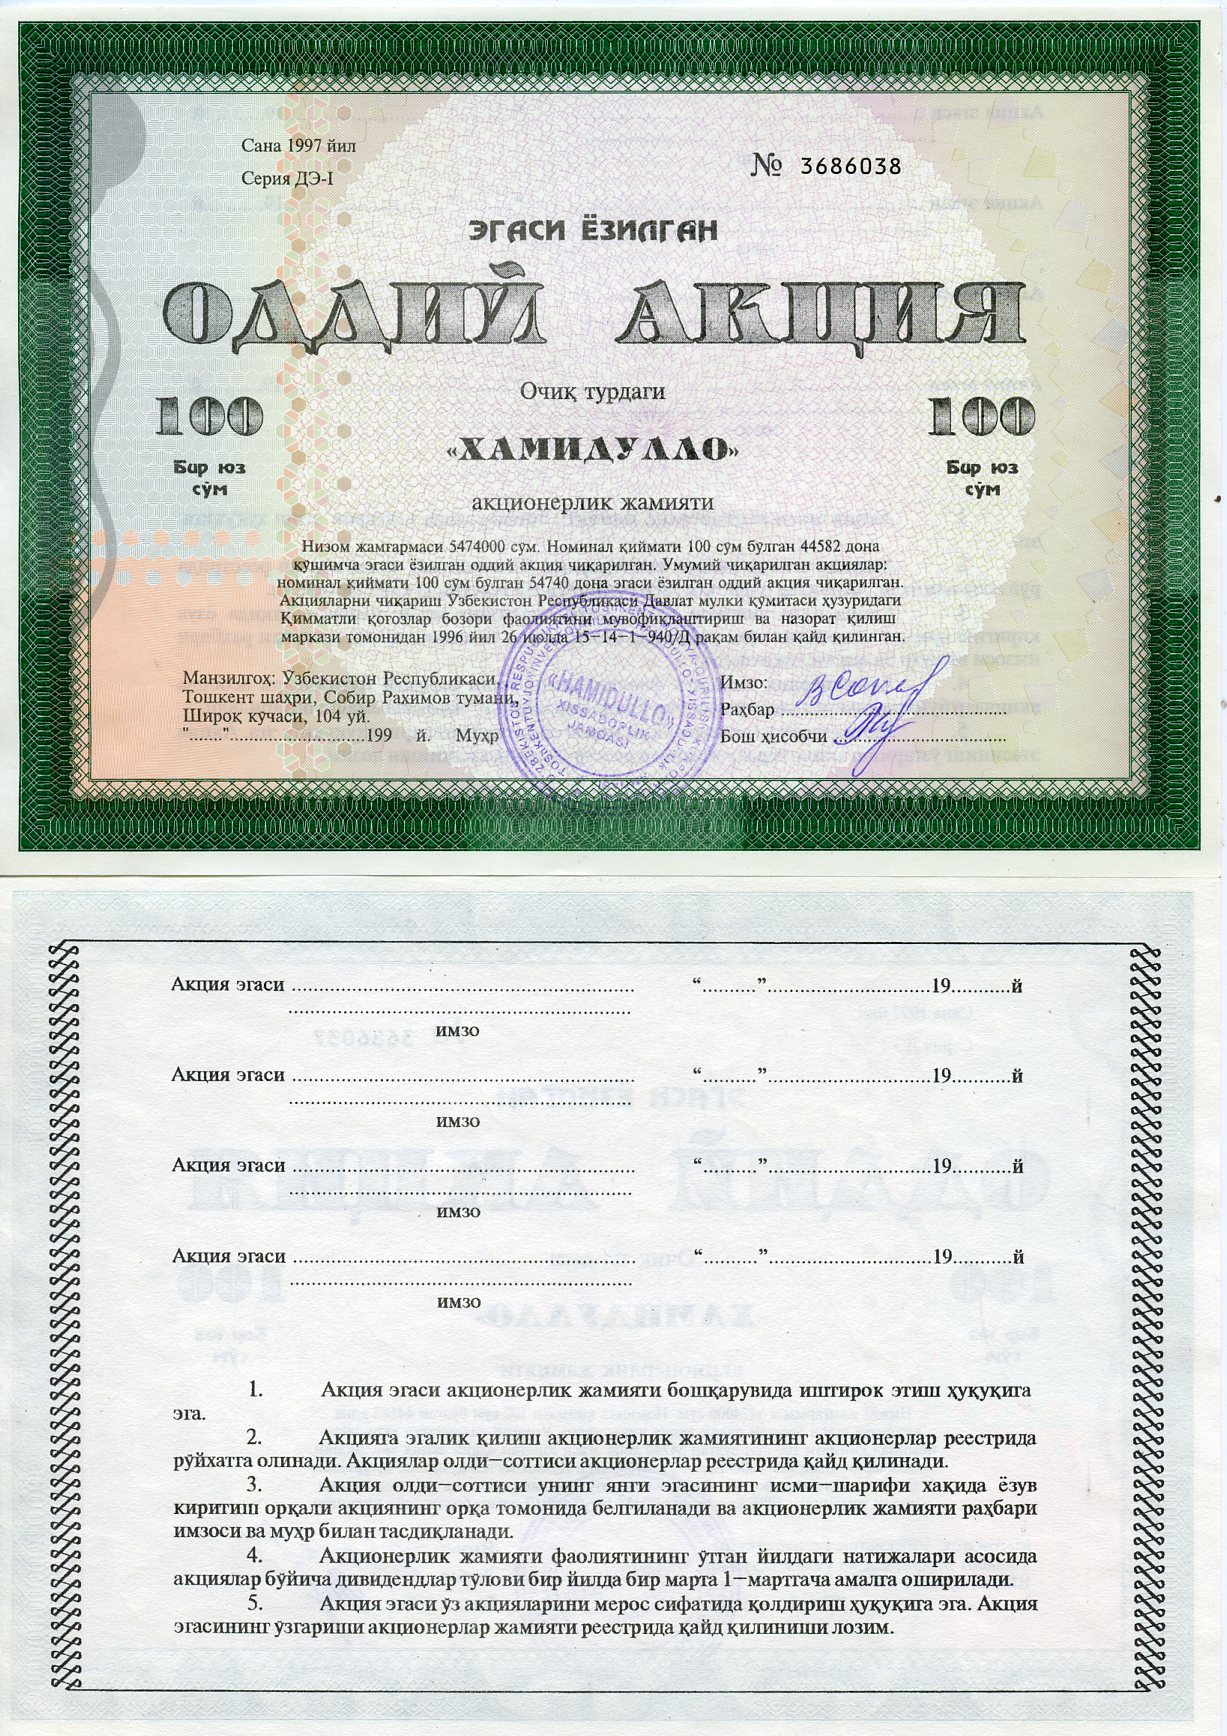 Сана 1997 йил
Серия ДЭ-I
№ 3686038
ЭГАСИ ЁЗИЛГАН
ОДДИЙ АКЦИЯ
Очиқ турдаги
100
100
«ХАМИДУЛЛО»
Бир юз
сўм
Бир юз
сўм
акционерлик жамияти
Низом жамғармаси 5474000 сўм. Номинал қиймати 100 сўм бўлган 44582 дона
қўшимча эгаси ёзилган оддий акция чиқарилган. Умумий чиқарилган акциялар:
номинал қиймати 100 сўм бўлган 54740 дона эгаси ёзилган оддий акция чиқарилган.
Акцияларни чиқариш Узбекистон Республикаси Давлат мулки қўмитаси ҳузуридаги
Қимматли қоғозлар бозори фаолиятини мувофиқлаштириш ва назорат қилиш
маркази томонидан 1996 йил 26 июлда 15-14-1-940/Д рақам билан қайд қилинган.
Манзилгоҳ: Ўзбекистон Республикаси.
Тошкент шаҳри, Собир Рахимов тумани,
Широқ кўчаси, 104 уй.
"......"........................199 й. Муҳр
«HAMIDULLO»
XISSADORLIK
JAMOASI
Имзо:
Раҳбар ..................................................
Бош ҳисобчи ......................................
Акция эгаси ..................................................... “.........”.........................19..........й
.....................................................
имзо
Акция эгаси ..................................................... “.........”.........................19..........й
.....................................................
имзо
Акция эгаси ..................................................... “.........”.........................19..........й
.....................................................
имзо
Акция эгаси ..................................................... “.........”.........................19..........й
.....................................................
имзо
1. Акция эгаси акционерлик жамияти бошқарувида иштирок этиш ҳуқуқига
эга.
2. Акцияга эгалик қилиш акционерлик жамиятининг акционерлар реестрида
рўйхатга олинади. Акциялар олди-соттиси акционерлар реестрида қайд қилинади.
3. Акция олди-соттиси унинг янги эгасининг исми-шарифи хақида ёзув
киритиш орқали акциянинг орқа томонида белгиланади ва акционерлик жамияти раҳбари
имзоси ва муҳр билан тасдиқланади.
4. Акционерлик жамияти фаолиятининг ўтган йилдаги натижалари асосида
акциялар бўйича дивидендлар тўлови бир йилда бир марта 1-мартгача амалга оширилади.
5. Акция эгаси ўз акцияларини мерос сифатида қолдириш ҳуқуқига эга. Акция
эгасининг ўзгариши акционерлар жамияти реестрида қайд қилиниши лозим.